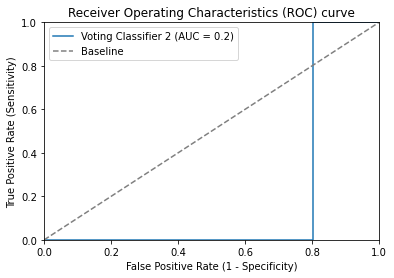 Receiver Operating Characteristics (ROC) curve
1.0
0.8
0.6
0.4
0.2
0.0
True Positive Rate (Sensitivity)
Voting Classifier 2 (AUC = 0.2)
Baseline
0.0 0.2 0.4 0.6 0.8 1.0
False Positive Rate (1 - Specificity)